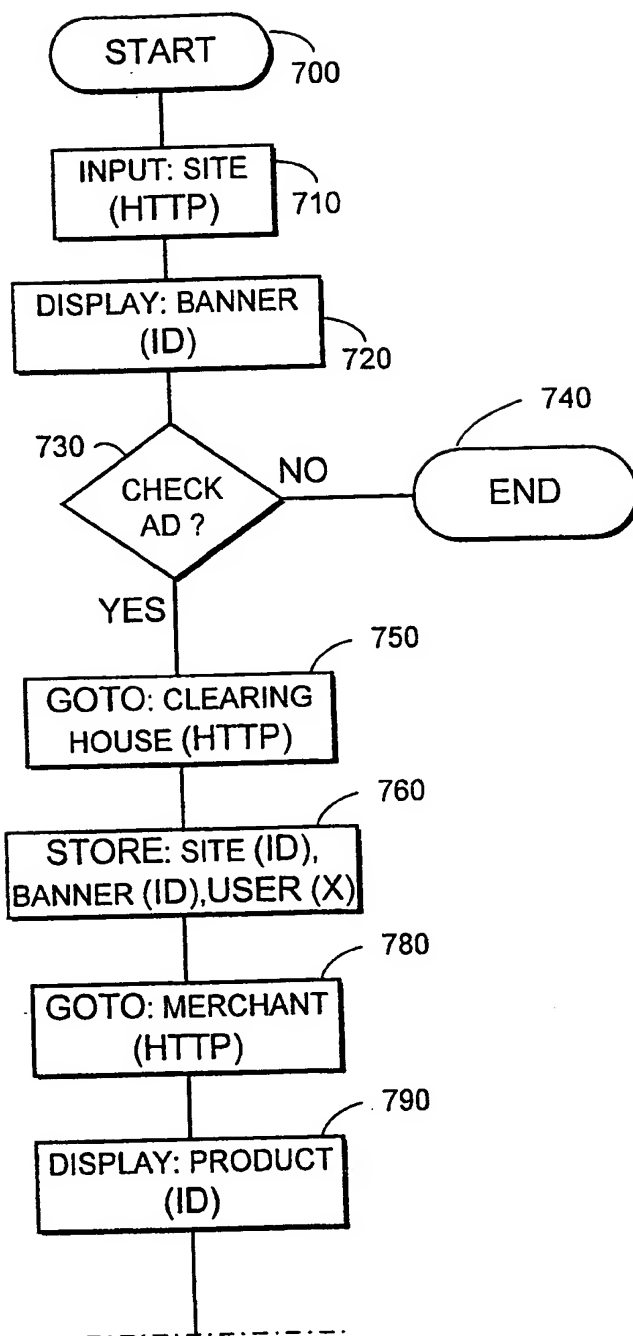 START
700
INPUT: SITE
(HTTP)
710
DISPLAY: BANNER
(ID)
720
730
CHECK
AD ?
NO
740
END
YES
750
GOTO: CLEARING
HOUSE (HTTP)
760
STORE: SITE (ID),
BANNER (ID),USER (X)
780
GOTO: MERCHANT
(HTTP)
790
DISPLAY: PRODUCT
(ID)